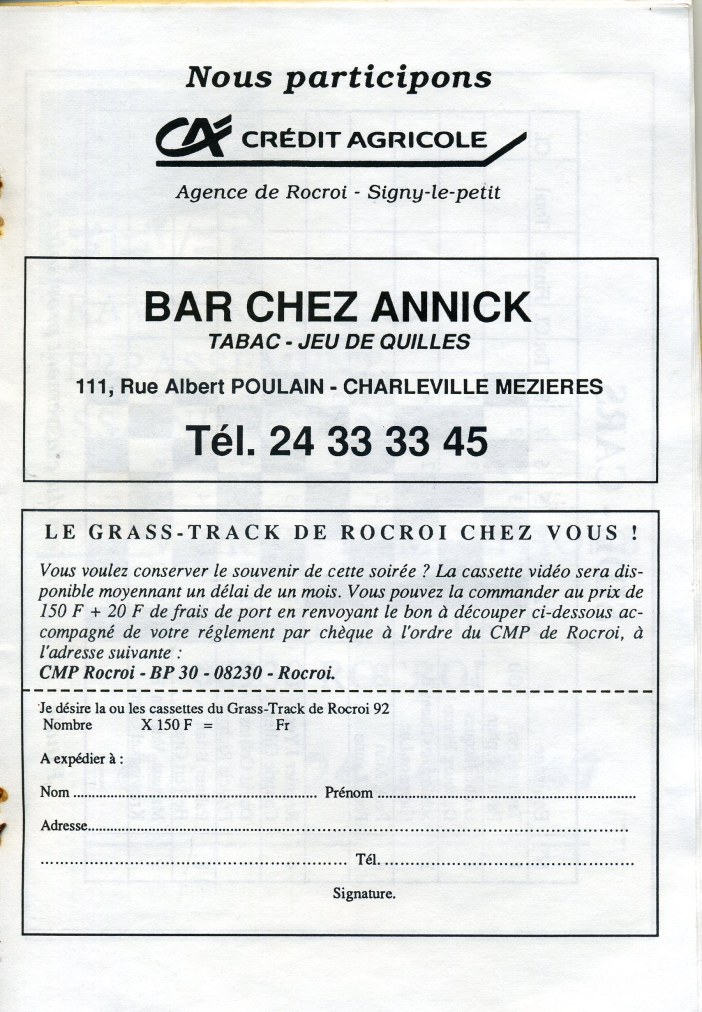 Nous participons
CA CRÉDIT AGRICOLE
Agence de Rocroi - Signy-le-petit
BAR CHEZ ANNICK
TABAC - JEU DE QUILLES
111, Rue Albert POULAIN - CHARLEVILLE MEZIERES
Tél. 24 33 33 45
LE GRASS-TRACK DE ROCROI CHEZ VOUS !
Vous voulez conserver le souvenir de cette soirée ? La cassette vidéo sera dis-
ponible moyennant un délai de un mois. Vous pouvez la commander au prix de
150 F + 20 F de frais de port en renvoyant le bon à découper ci-dessous ac-
compagné de votre réglement par chèque à l'ordre du CMP de Rocroi, à
l'adresse suivante :
CMP Rocroi - BP 30 - 08230 - Rocroi.
Je désire la ou les cassettes du Grass-Track de Rocroi 92
Nombre X 150 F = Fr
A expédier à :
Nom ............................................................ Prénom ................................................................
Adresse.................................................................................................................................
............................................................ Tél. ............................................................
Signature.